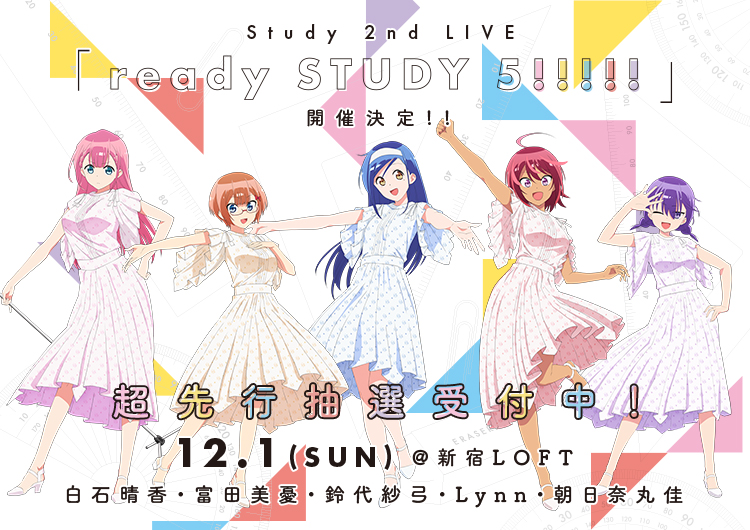 Study 2nd LIVE
「ready STUDY 5!!!!!」
開催決定!!
超先行抽選受付中!
12.1(SUN) @新宿LOFT
白石晴香・富田美憂・鈴代紗弓・Lynn・朝日奈丸佳